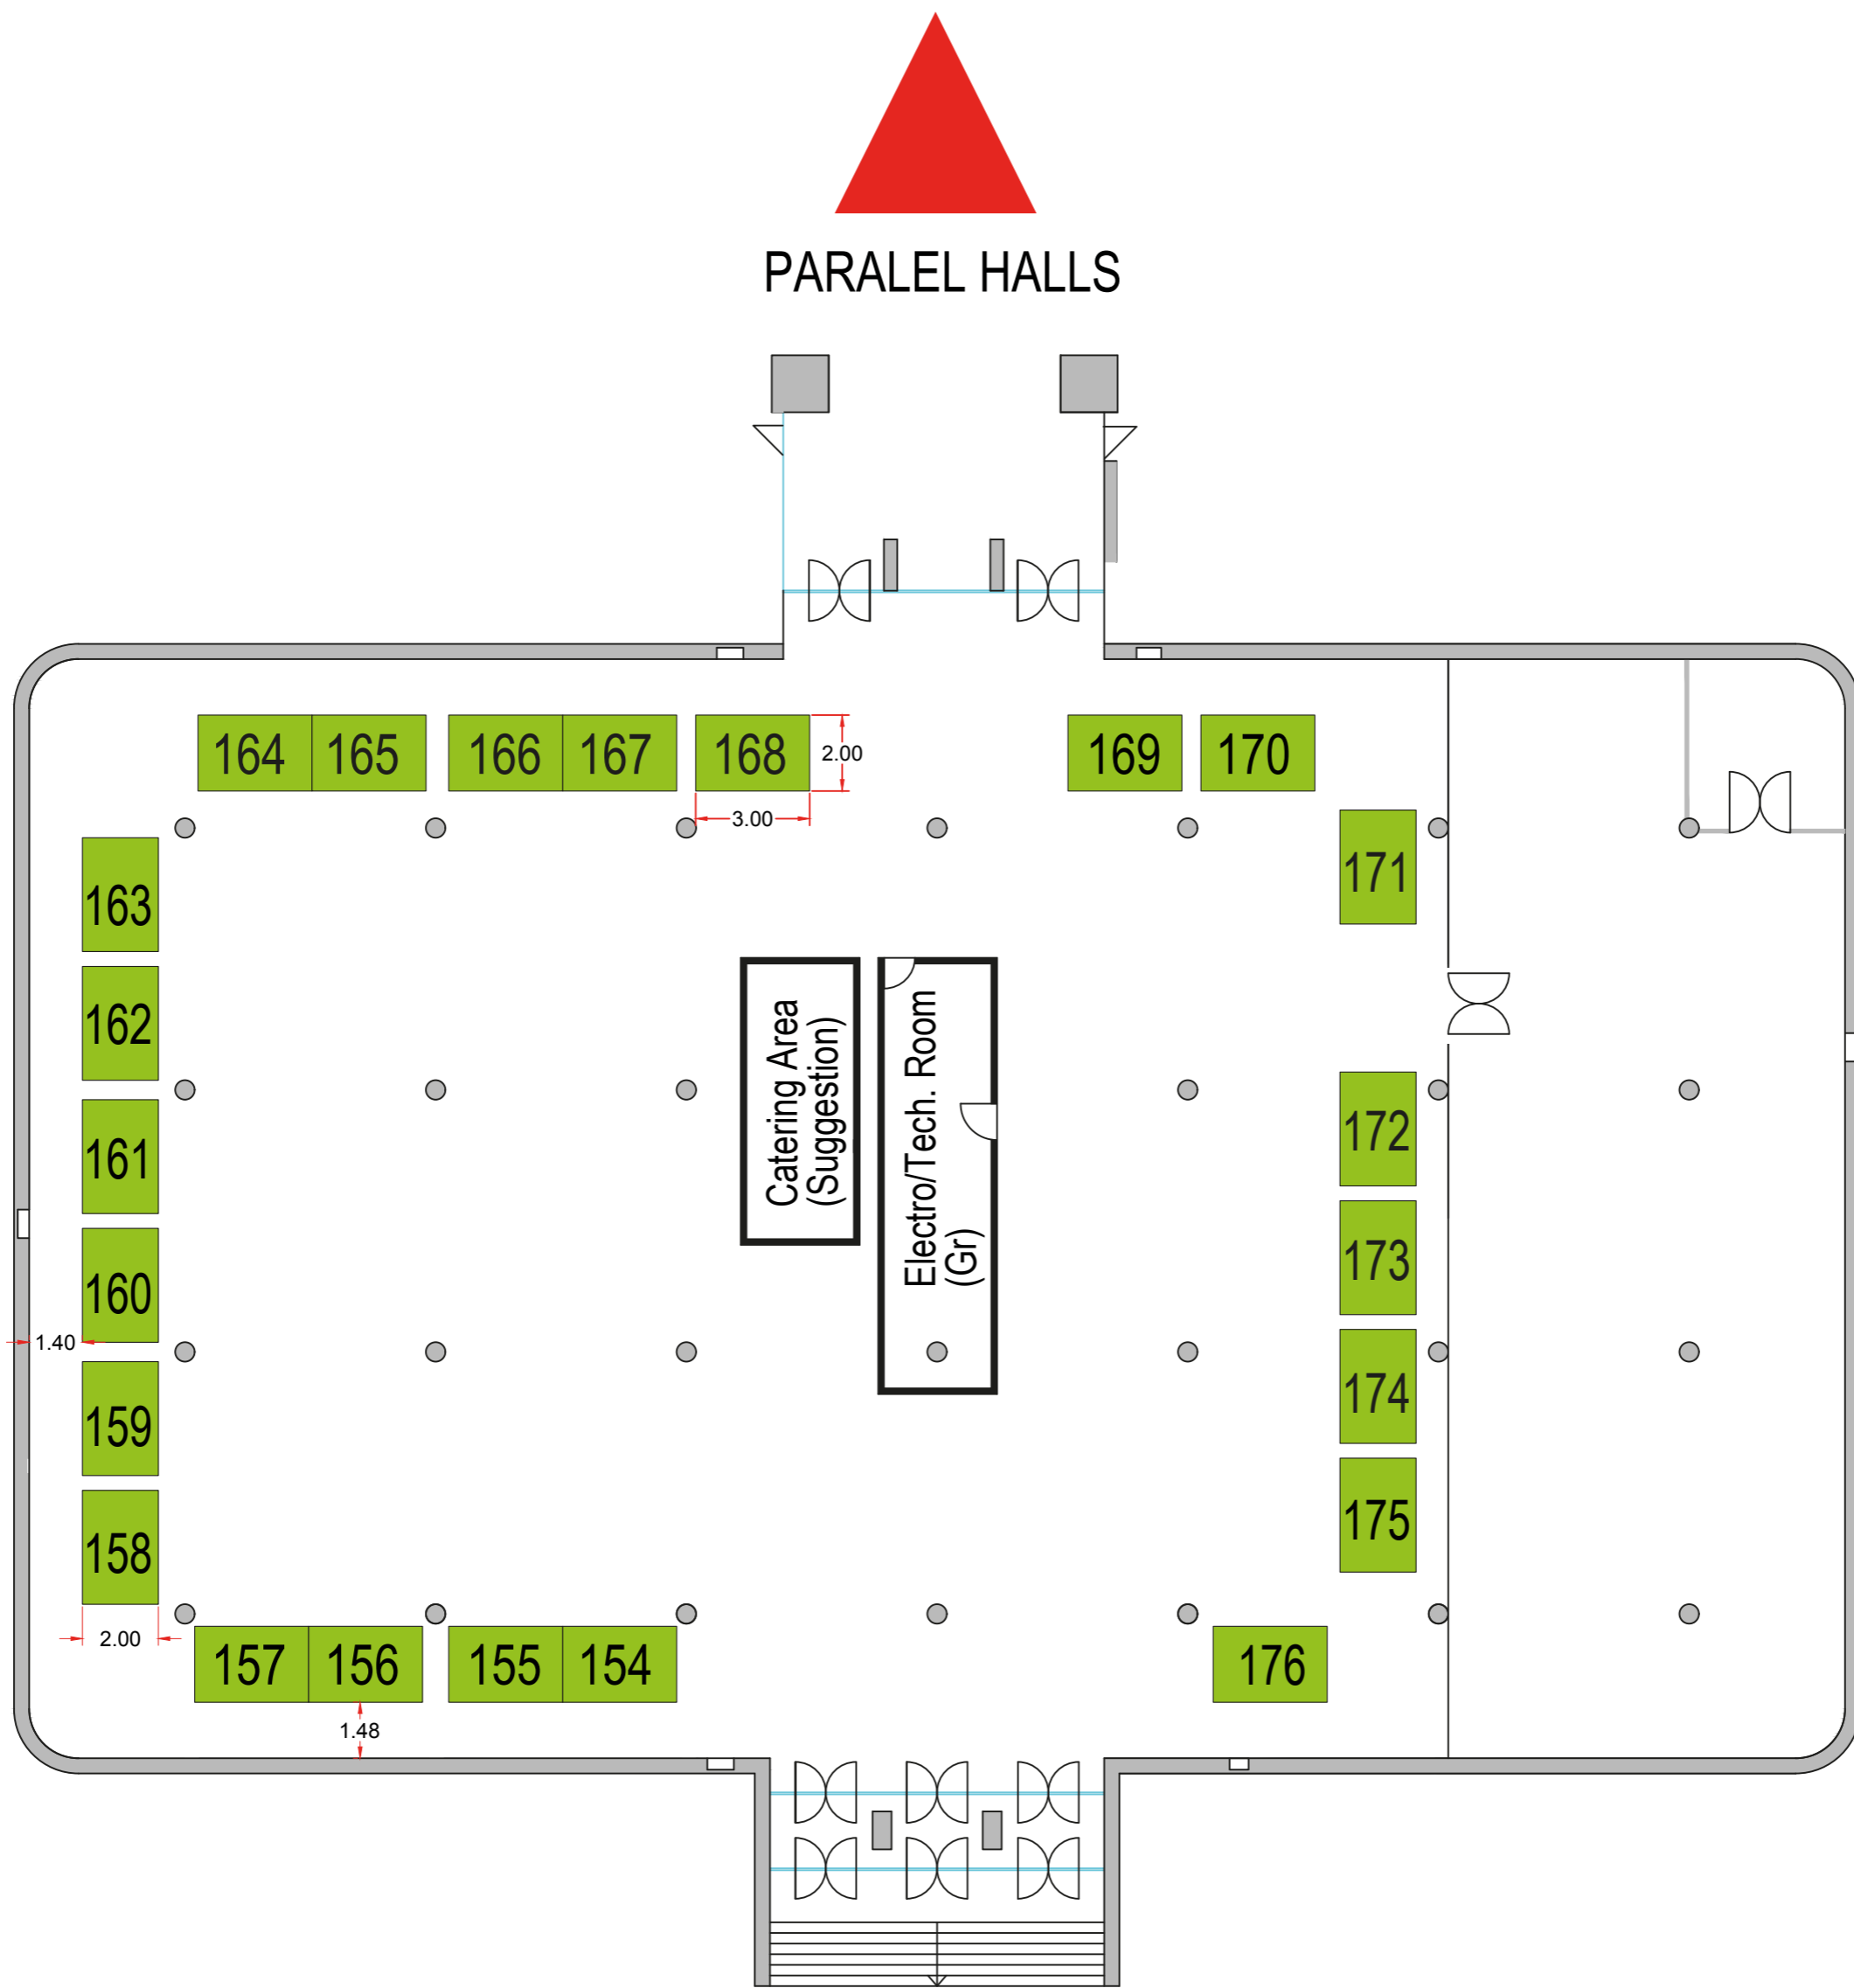 PARALEL HALLS
164 165 166 167 168 2.00 169 170
3.00
171
163
162
Catering Area
(Suggestion)
Electro/Tech. Room
(Gr)
161
172
160
173
1.40
159
174
158
175
2.00
157 156 155 154 176
1.48